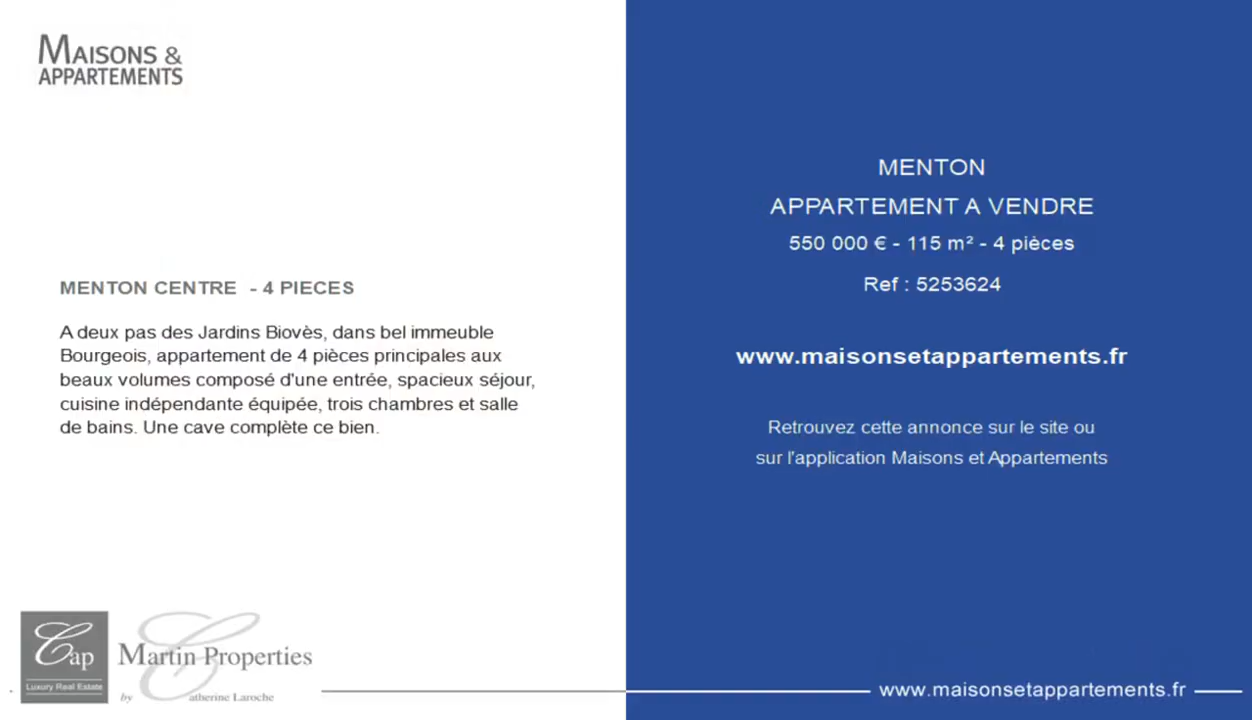 MAISONS &
APPARTEMENTS
MENTON CENTRE - 4 PIECES
A deux pas des Jardins Biovès, dans bel immeuble
Bourgeois, appartement de 4 pièces principales aux
beaux volumes composé d'une entrée, spacieux séjour,
cuisine indépendante équipée, trois chambres et salle
de bains. Une cave complète ce bien.
Cap
Luxury Real Estate
Martin Properties
by Catherine Laroche
MENTON
APPARTEMENT A VENDRE
550 000 € - 115 m² - 4 pièces
Ref : 5253624
www.maisonsetappartements.fr
Retrouvez cette annonce sur le site ou
sur l'application Maisons et Appartements
www.maisonsetappartements.fr